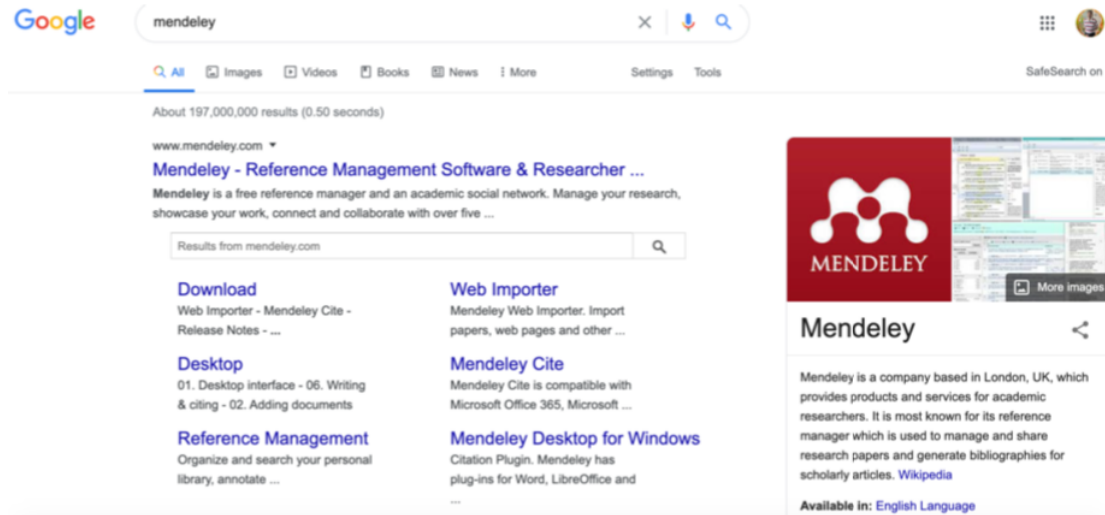 Google
mendeley
All Images Videos Books News More Settings Tools SafeSearch on
About 197,000,000 results (0.50 seconds)
www.mendeley.com
Mendeley - Reference Management Software & Researcher ...
Mendeley is a free reference manager and an academic social network. Manage your research,
showcase your work, connect and collaborate with over five ...
Results from mendeley.com
Download
Web Importer - Mendeley Cite -
Release Notes - ...
Web Importer
Mendeley Web Importer. Import
papers, web pages and other ...
Desktop
01. Desktop interface - 06. Writing
& citing - 02. Adding documents
Mendeley Cite
Mendeley Cite is compatible with
Microsoft Office 365, Microsoft ...
Reference Management
Organize and search your personal
library, annotate ...
Mendeley Desktop for Windows
Citation Plugin. Mendeley has
plug-ins for Word, LibreOffice and
...
MENDELEY
More images
Mendeley
Mendeley is a company based in London, UK, which
provides products and services for academic
researchers. It is most known for its reference
manager which is used to manage and share
research papers and generate bibliographies for
scholarly articles. Wikipedia
Available in: English Language